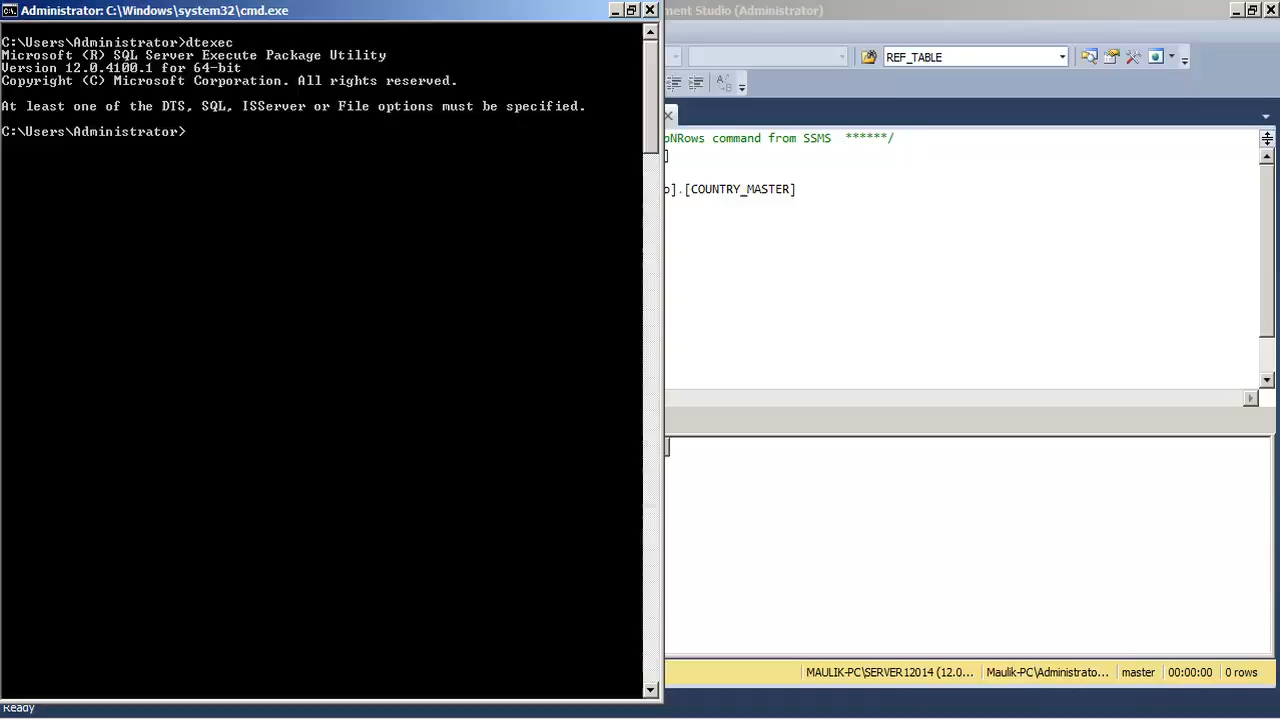 Administrator: C:\Windows\system32\cmd.exe
ment Studio (Administrator)
C:\Users\Administrator>dtexec
Microsoft (R) SQL Server Execute Package Utility
Version 12.0.4100.1 for 64-bit
Copyright (C) Microsoft Corporation. All rights reserved.
At least one of the DTS, SQL, ISServer or File options must be specified.
C:\Users\Administrator>
REF_TABLE
oNRows command from SSMS  ******/
]
o].[COUNTRY_MASTER]
MAULIK-PC\SERVER12014 (12.0...
Maulik-PC\Administrato...
master
00:00:00
0 rows
Ready